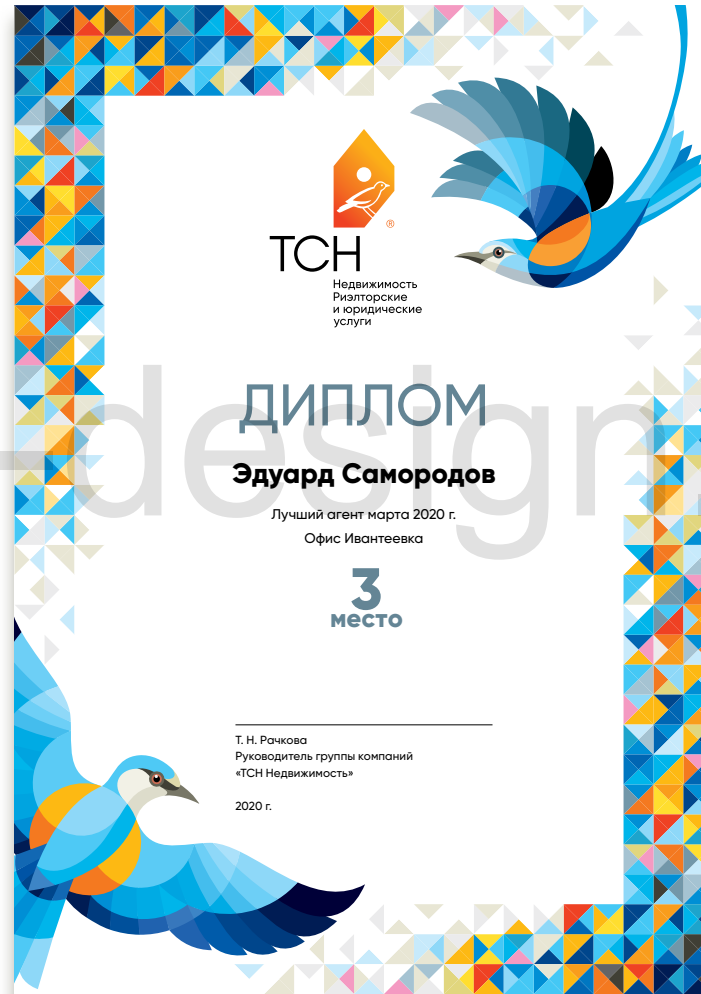 ТСН
®
Недвижимость
Риэлторские
и юридические
услуги
ДИПЛОМ
-design
Эдуард Самородов
Лучший агент марта 2020 г.
Офис Ивантеевка
3
место
Т. Н. Рачкова
Руководитель группы компаний
«ТСН Недвижимость»
2020 г.